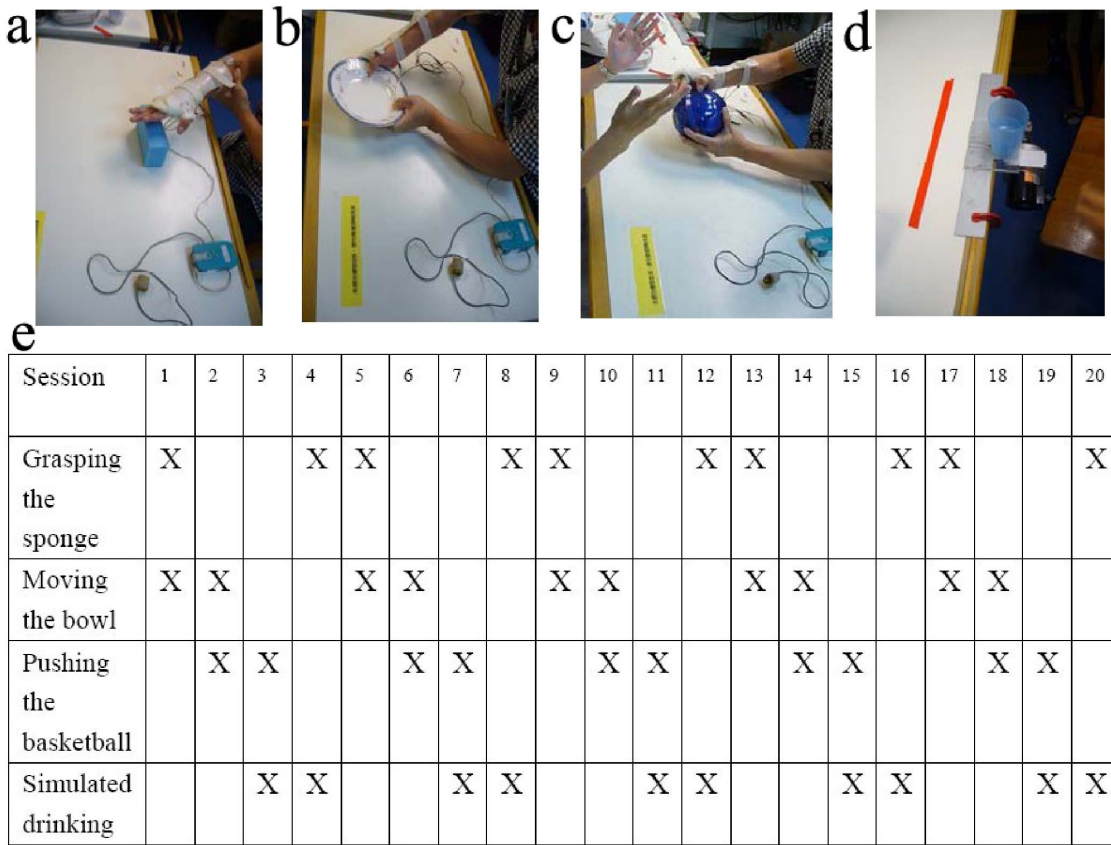 a
b
c
d
e
Session 1 2 3 4 5 6 7 8 9 10 11 12 13 14 15 16 17 18 19 20
Grasping X X X X X X X X X X
the
sponge
Moving X X X X X X X X X X
the bowl
Pushing X X X X X X X X X X
the
basketball
Simulated X X X X X X X X X X
drinking